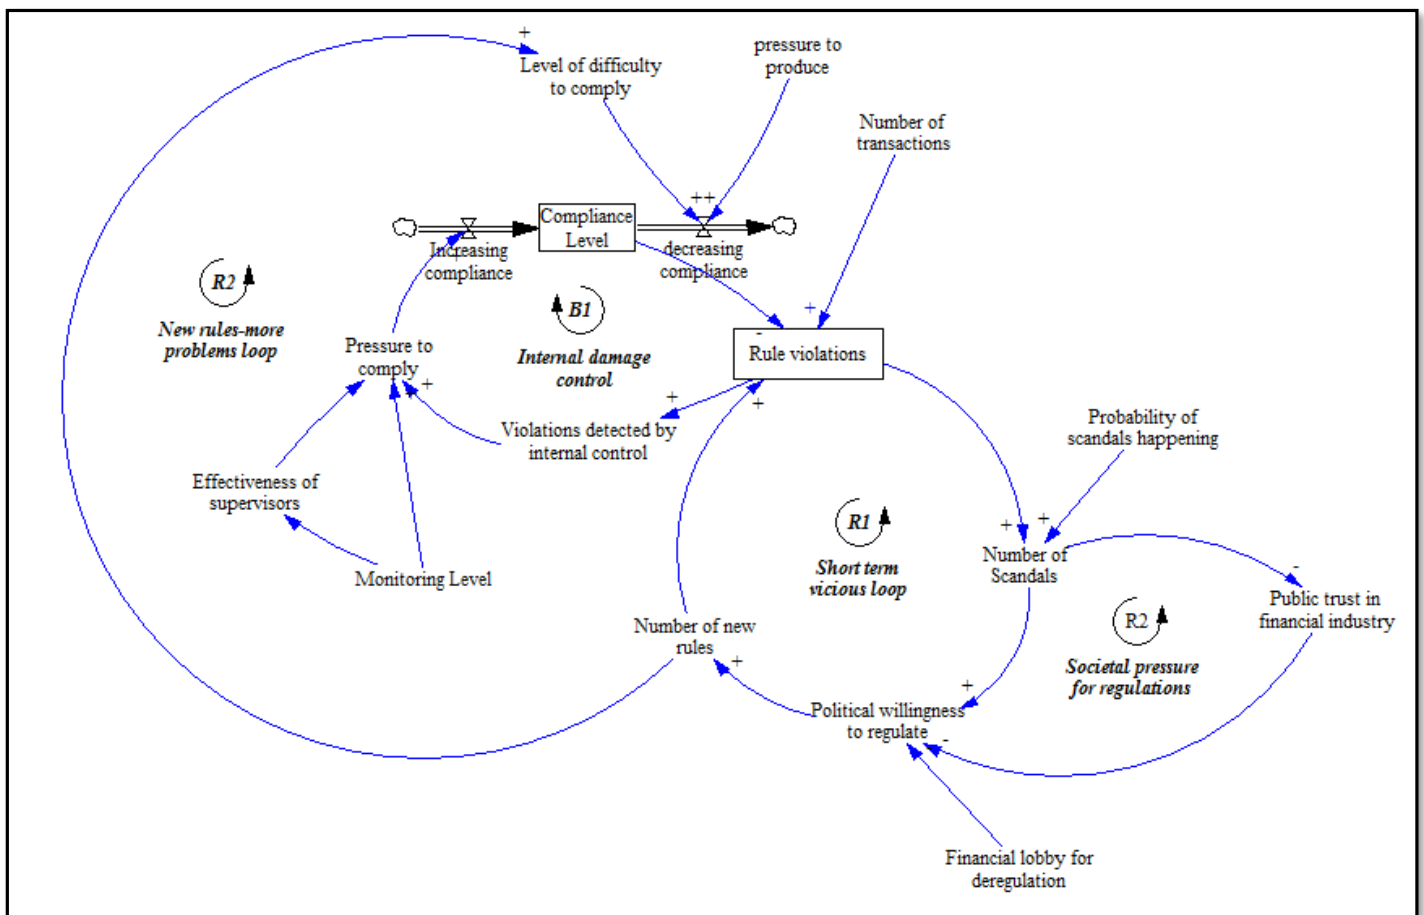 +
Level of difficulty
to comply
pressure to
produce
Number of
transactions
++
Compliance
Level
Increasing
compliance
+
decreasing
compliance
R2
New rules-more
problems loop
B1
Internal damage
control
+
-
Rule violations
Pressure to
comply
+
+
+
+
Violations detected by
internal control
Probability of
scandals happening
Effectiveness of
supervisors
R1
Short term
vicious loop
+
+
Number of
Scandals
-
Monitoring Level
Public trust in
financial industry
R2
Societal pressure
for regulations
Number of new
rules
+
+
Political willingness
to regulate
-
Financial lobby for
deregulation